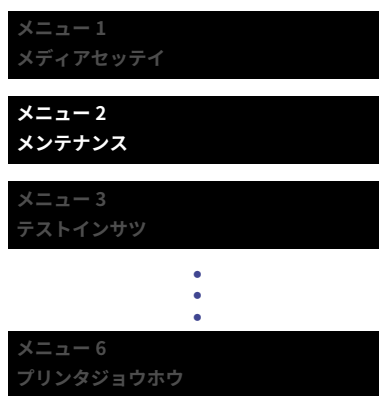 メニュー 1
メディアセッテイ
メニュー 2
メンテナンス
メニュー 3
テストインサツ
メニュー 6
プリンタジョウホウ